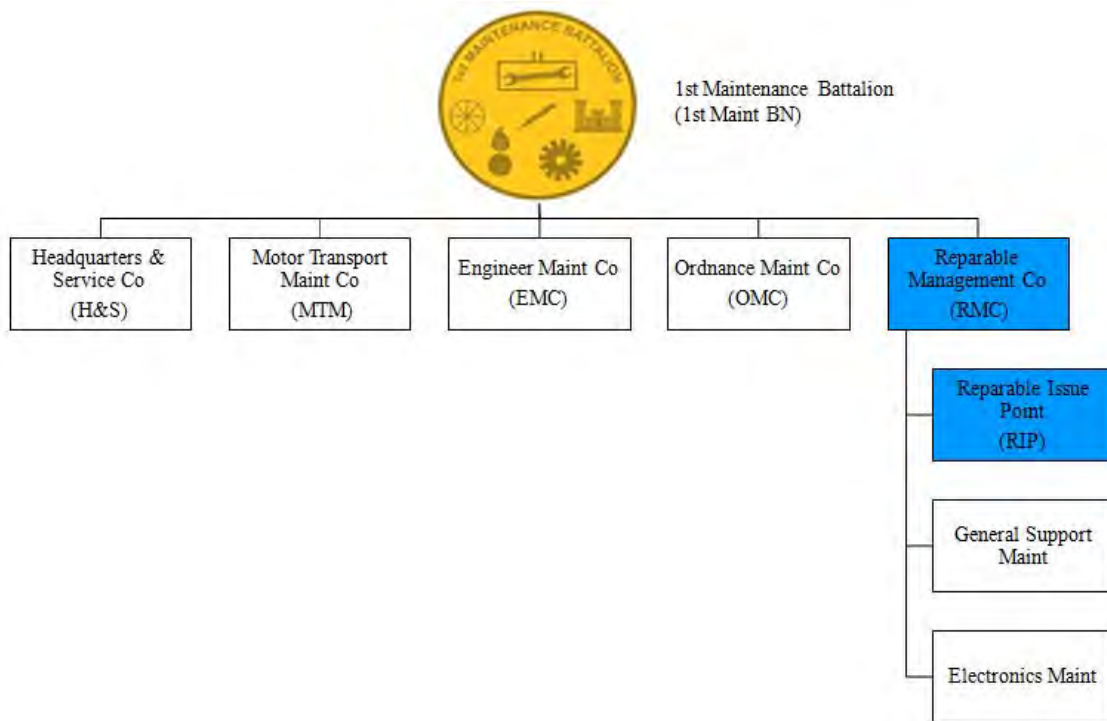 1st MAINTENANCE BATTALION
1st Maintenance Battalion
(1st Maint BN)
Headquarters &
Service Co
(H&S)
Motor Transport
Maint Co
(MTM)
Engineer Maint Co
(EMC)
Ordnance Maint Co
(OMC)
Reparable
Management Co
(RMC)
Reparable Issue
Point
(RIP)
General Support
Maint
Electronics Maint